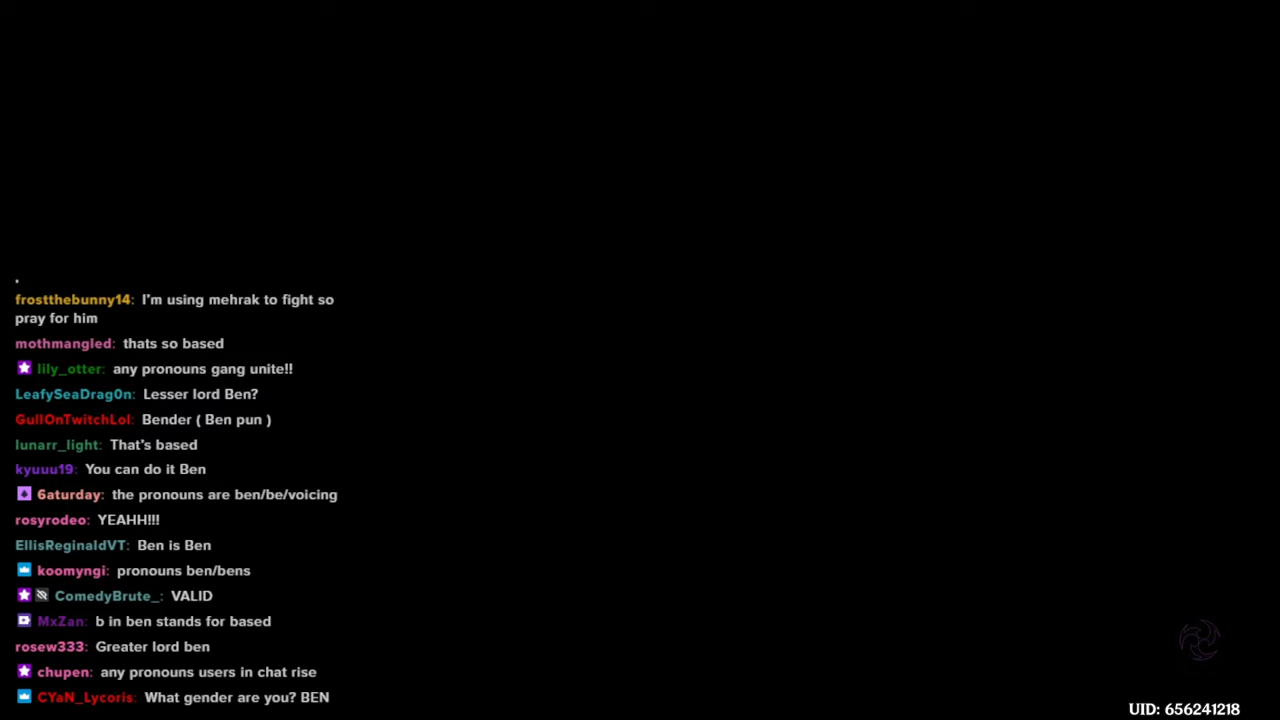 frostthebunny14: I'm using mehrak to fight so
pray for him
mothmangled: thats so based
lily_otter: any pronouns gang unite!!
LeafySeaDrag0n: Lesser lord Ben?
GullOnTwitchLol: Bender ( Ben pun )
lunarr_light: That's based
kyuuu19: You can do it Ben
6aturday: the pronouns are ben/be/voicing
rosyrodeo: YEAHH!!!
EllisReginaldVT: Ben is Ben
koomyngi: pronouns ben/bens
ComedyBrute_: VALID
MxZan: b in ben stands for based
rosew333: Greater lord ben
chupen: any pronouns users in chat rise
CYaN_Lycoris: What gender are you? BEN
UID: 656241218